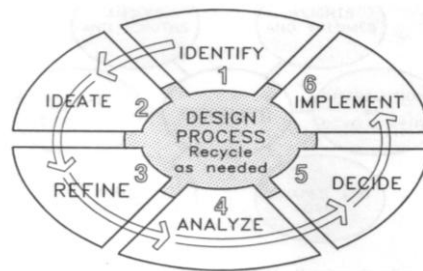 IDENTIFY
1
IDEATE
2
REFINE
3
ANALYZE
4
DECIDE
5
IMPLEMENT
6
DESIGN
PROCESS
Recycle
as needed